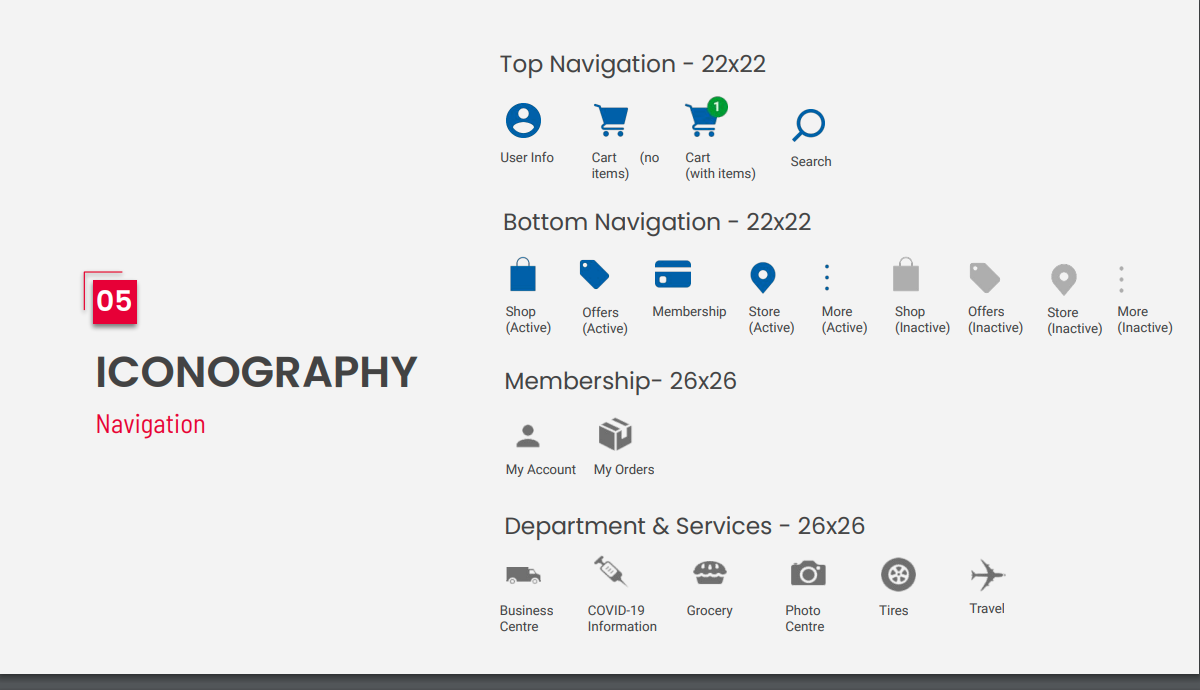 05
ICONOGRAPHY
Navigation
Top Navigation - 22x22
1
User Info
Cart (no
items)
Cart
(with items)
Search
Bottom Navigation - 22x22
Shop
(Active)
Offers
(Active)
Membership
Store
(Active)
More
(Active)
Shop
(Inactive)
Offers
(Inactive)
Store
(Inactive)
More
(Inactive)
Membership- 26x26
My Account
My Orders
Department & Services - 26x26
Business
Centre
COVID-19
Information
Grocery
Photo
Centre
Tires
Travel